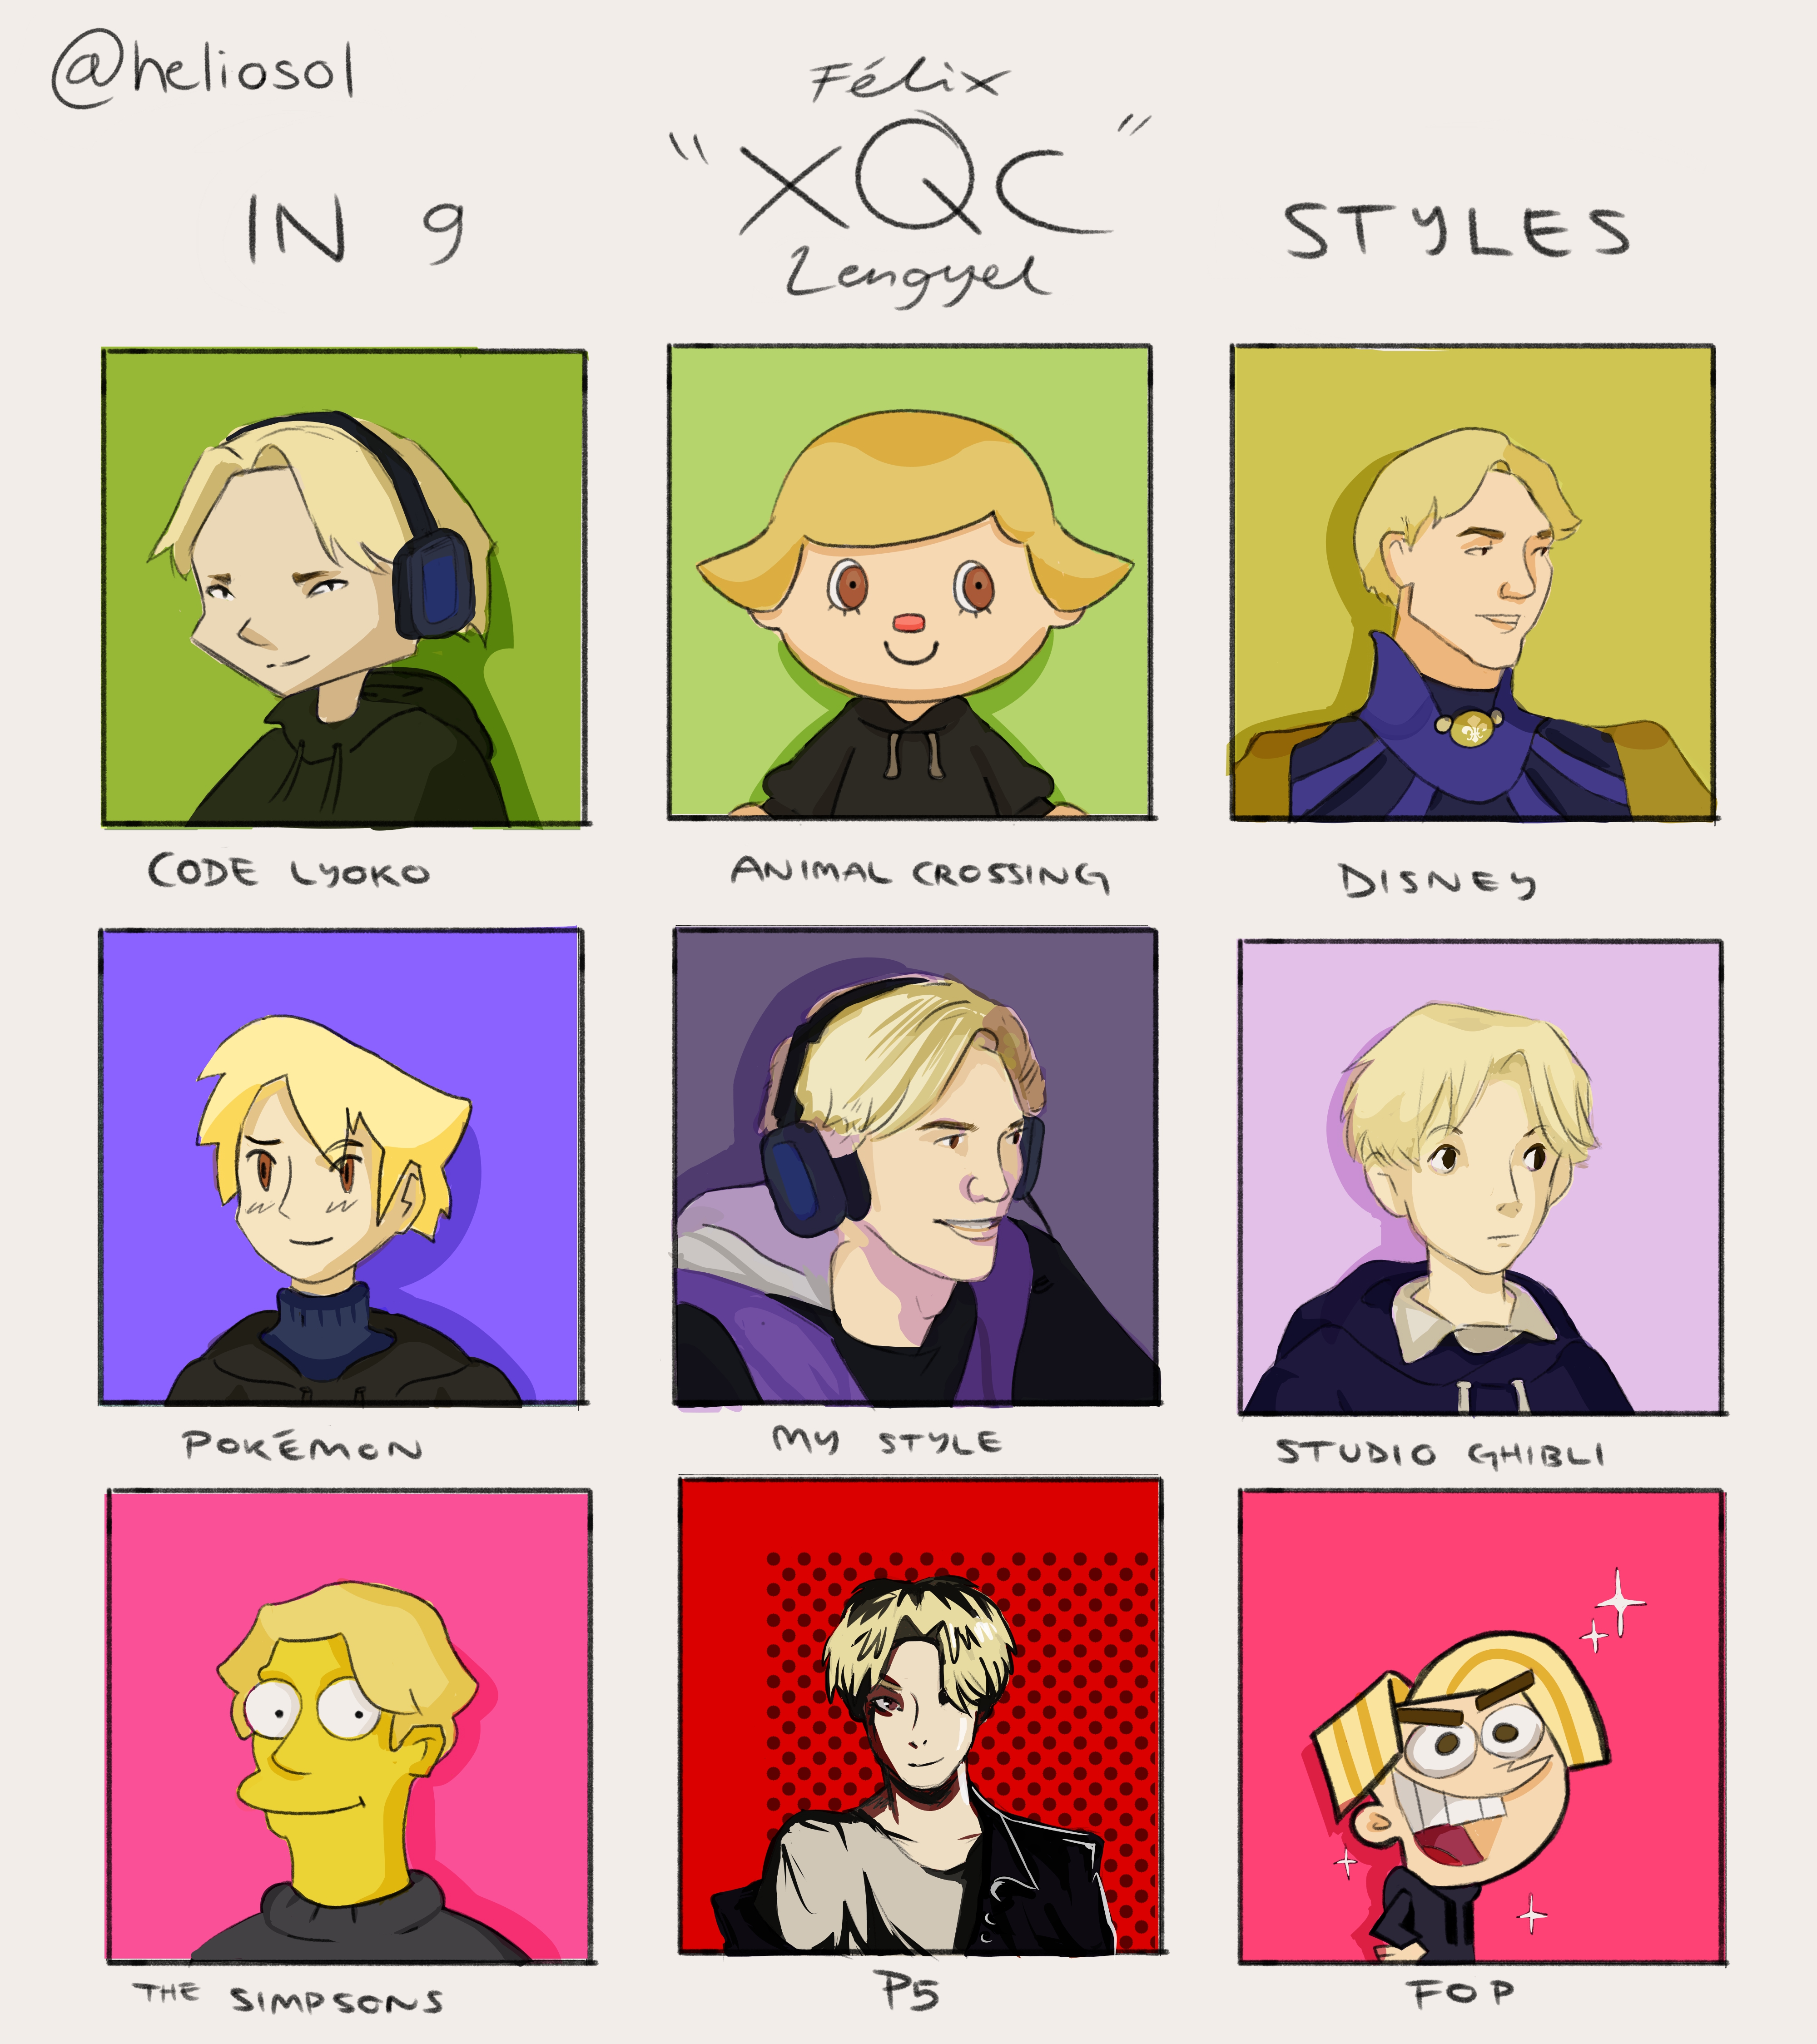 @heliosol
Félix
IN 9 "XQC" STYLES
Lengyel
CODE LYOKO
ANIMAL CROSSING
DISNEY
POKÉMON
MY STYLE
STUDIO GHIBLI
THE SIMPSONS
P5
FOP